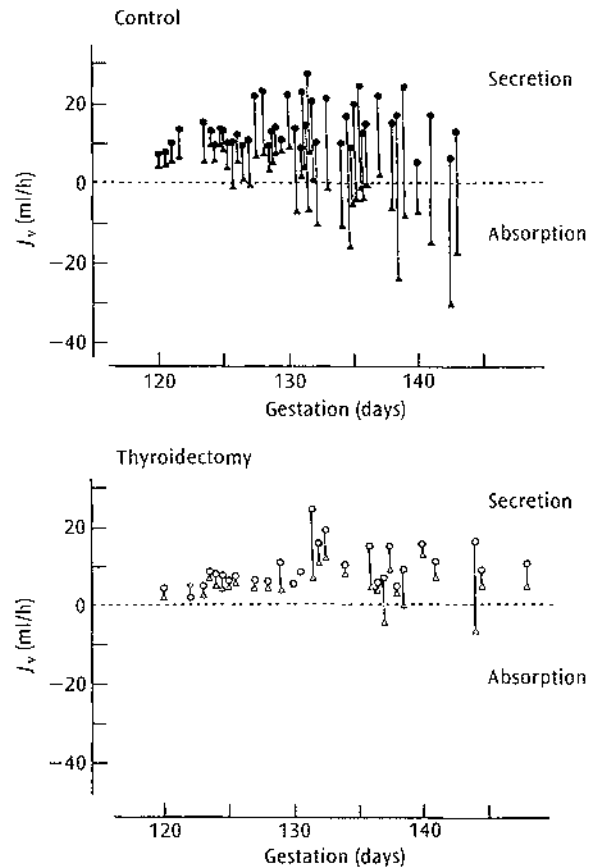 Control
Secretion
20
0
−20
−40
Jv (ml/h)
Absorption
120 130 140
Gestation (days)
Thyroidectomy
Secretion
20
0
−20
−40
Jv (ml/h)
Absorption
120 130 140
Gestation (days)